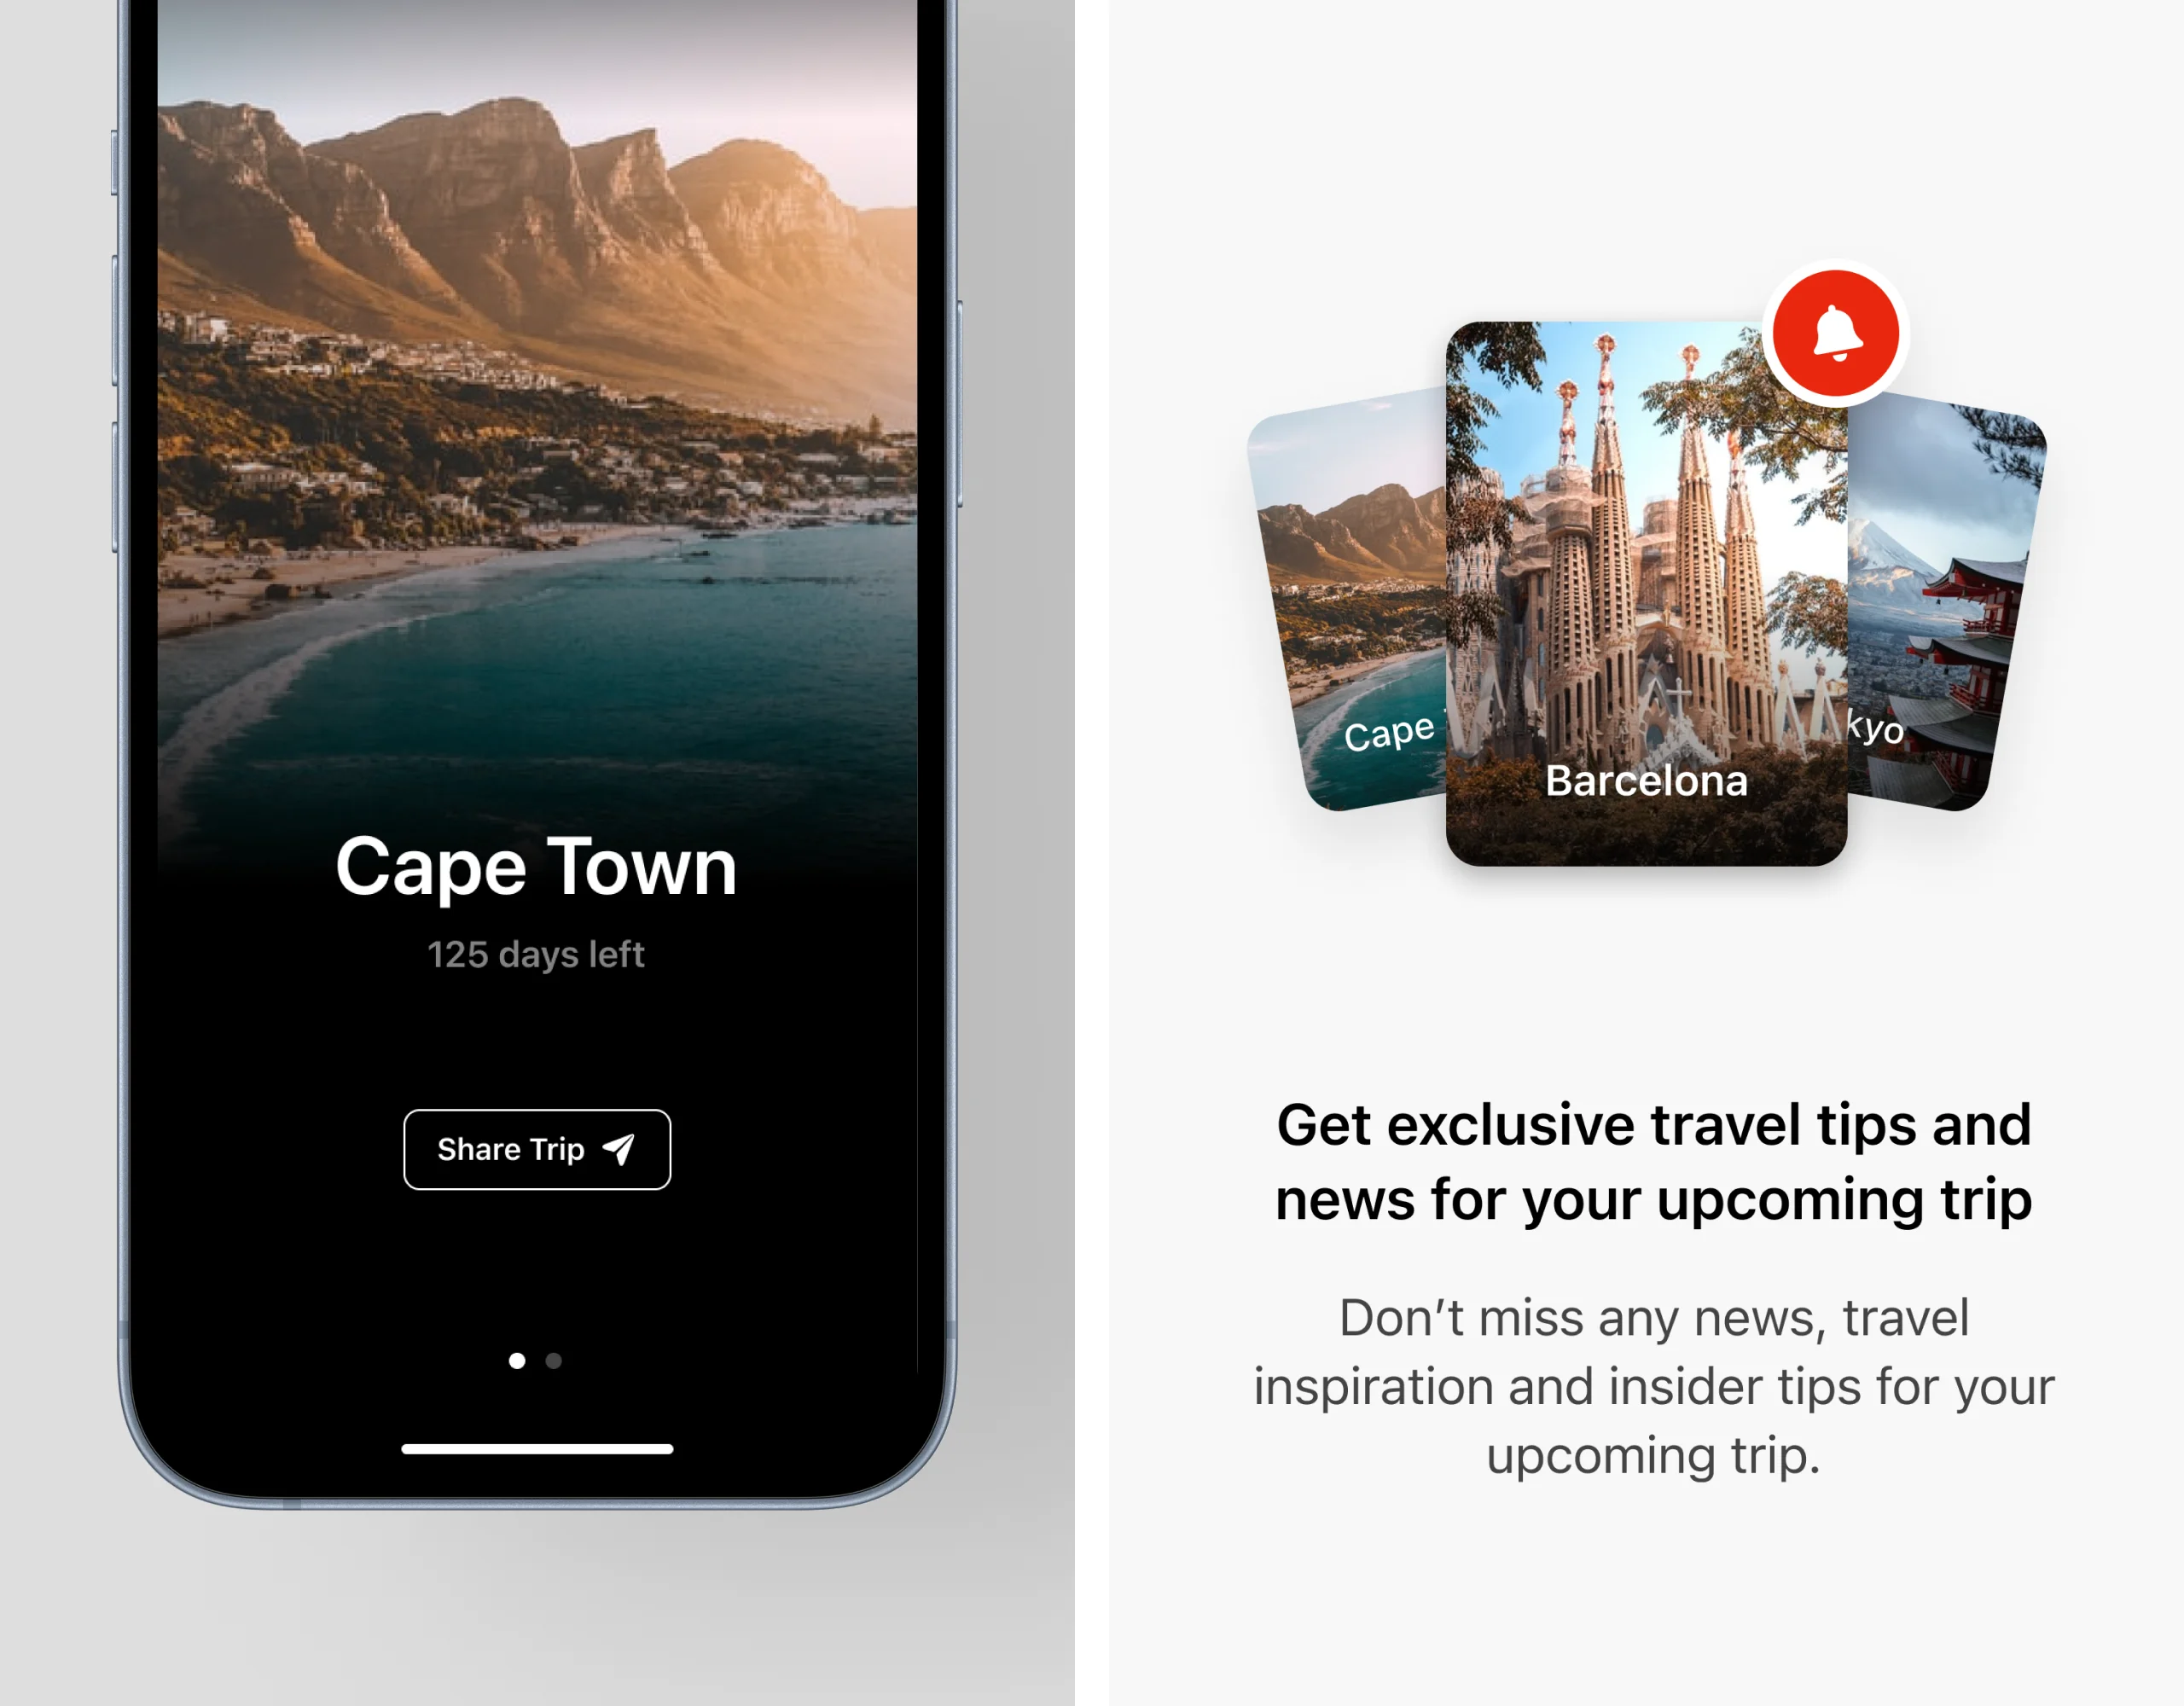 Cape Town
125 days left
Share Trip
Cape
Barcelona
kyo
Get exclusive travel tips and
news for your upcoming trip
Don’t miss any news, travel
inspiration and insider tips for your
upcoming trip.